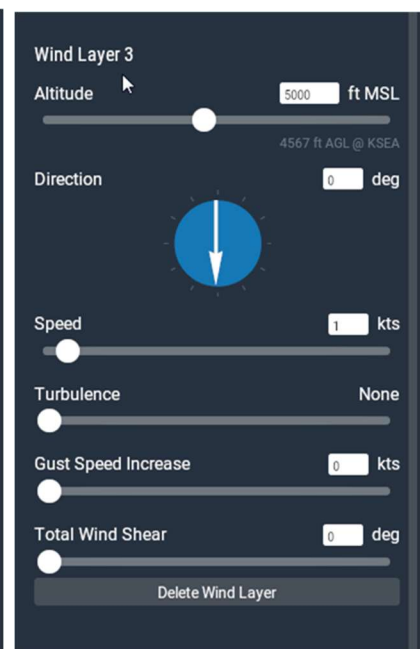 Wind Layer 3
Altitude 5000 ft MSL
4567 ft AGL @ KSEA
Direction 0 deg
Speed 1 kts
Turbulence None
Gust Speed Increase 0 kts
Total Wind Shear 0 deg
Delete Wind Layer